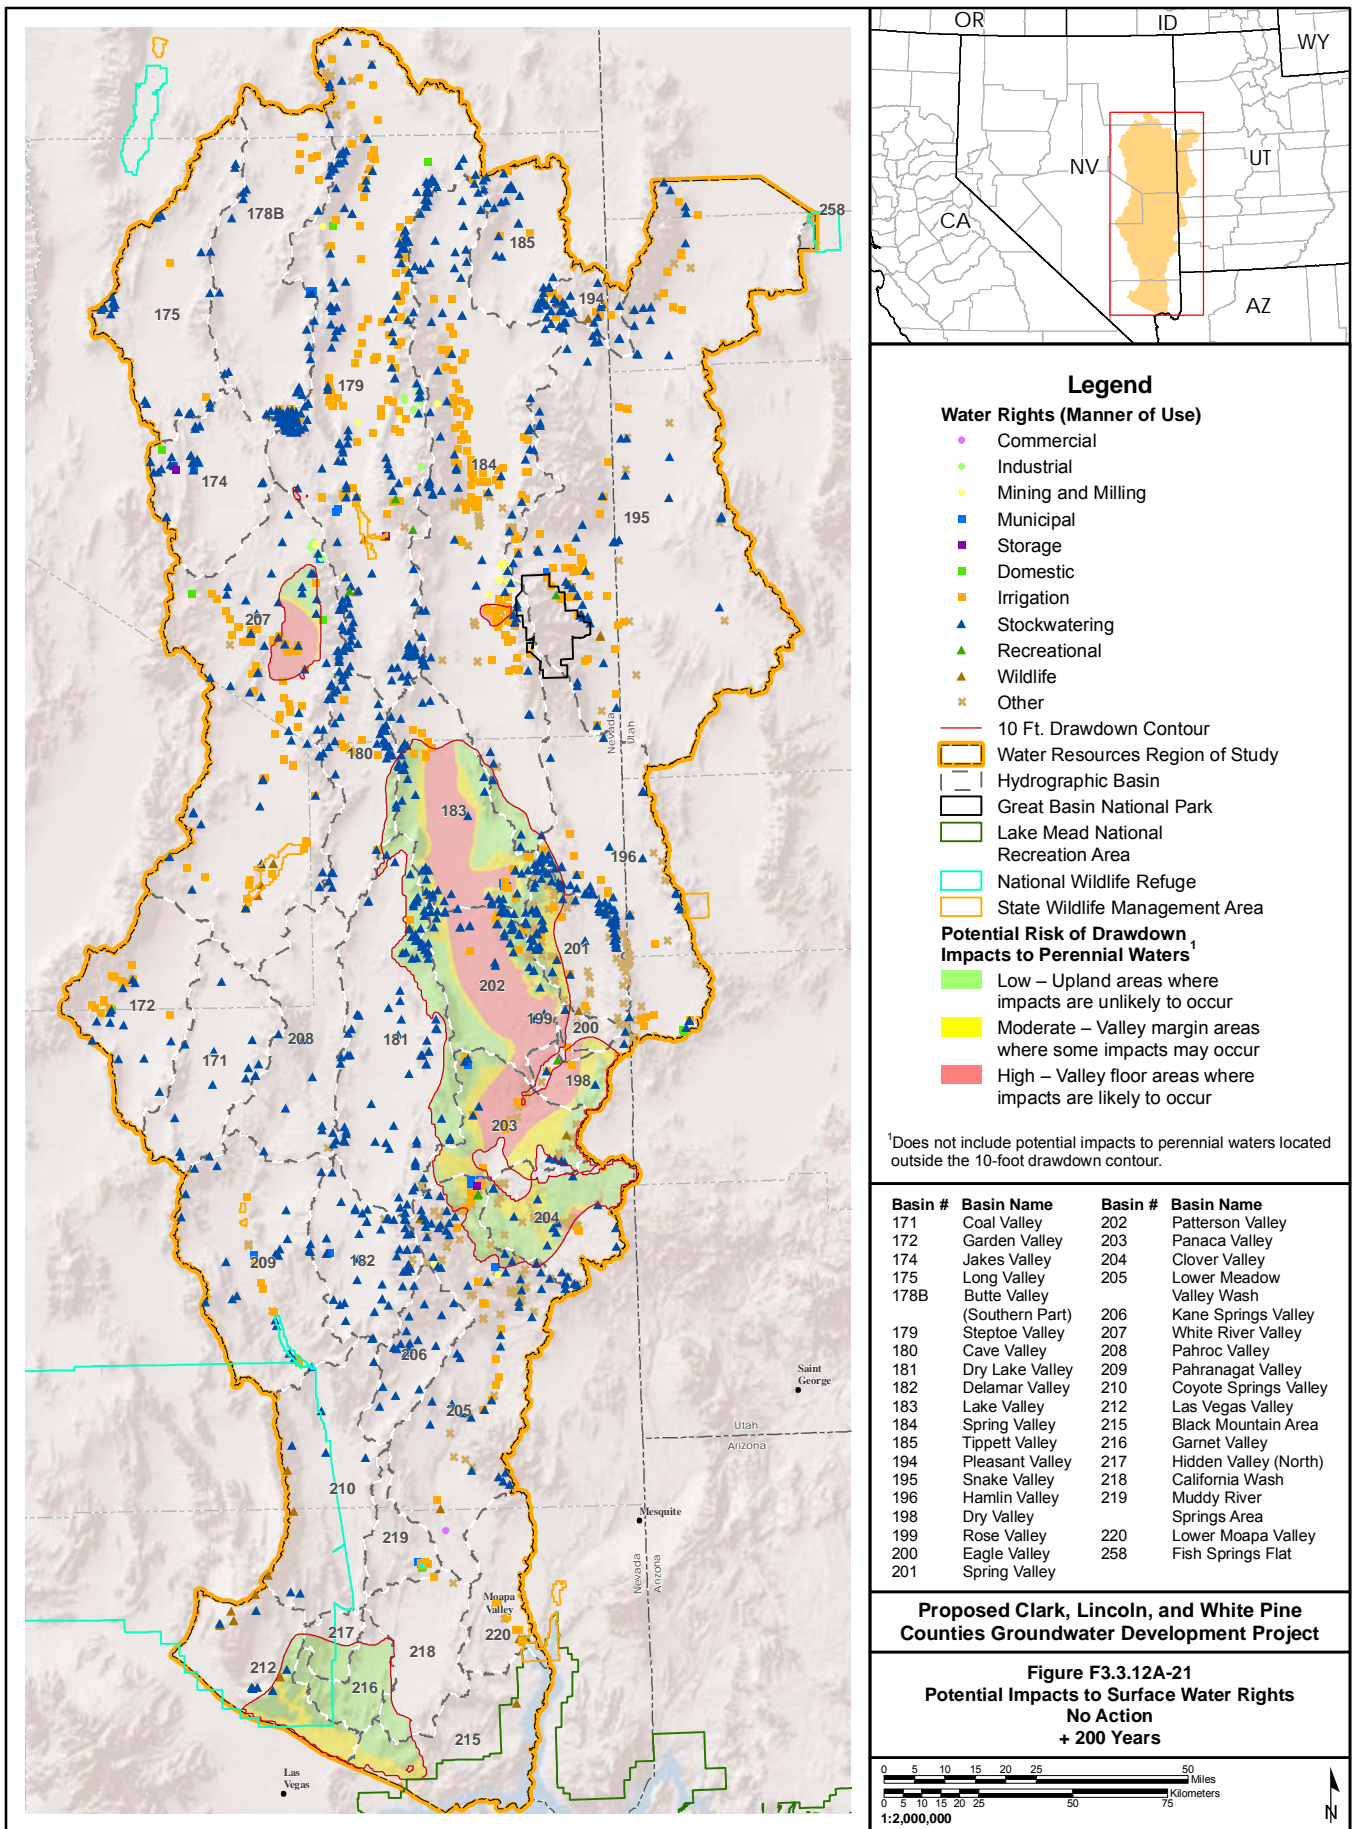 OR
ID
WY
NV
UT
CA
AZ
258
178B
185
194
175
179
184
174
195
207
180
183
196
201
202
172
208
171
181
199
200
198
203
204
209
182
206
205
210
219
217
220
218
212
216
215
Nevada
Utah
Saint
George
Utah
Arizona
Mesquite
Nevada
Arizona
Moapa
Valley
Las
Vegas
Legend
Water Rights (Manner of Use)
Commercial
Industrial
Mining and Milling
Municipal
Storage
Domestic
Irrigation
Stockwatering
Recreational
Wildlife
Other
10 Ft. Drawdown Contour
Water Resources Region of Study
Hydrographic Basin
Great Basin National Park
Lake Mead National
Recreation Area
National Wildlife Refuge
State Wildlife Management Area
Potential Risk of Drawdown
Impacts to Perennial Waters1
Low – Upland areas where
impacts are unlikely to occur
Moderate – Valley margin areas
where some impacts may occur
High – Valley floor areas where
impacts are likely to occur
1Does not include potential impacts to perennial waters located
outside the 10-foot drawdown contour.
Basin # Basin Name Basin # Basin Name
171 Coal Valley 202 Patterson Valley
172 Garden Valley 203 Panaca Valley
174 Jakes Valley 204 Clover Valley
175 Long Valley 205 Lower Meadow
178B Butte Valley Valley Wash
(Southern Part) 206 Kane Springs Valley
179 Steptoe Valley 207 White River Valley
180 Cave Valley 208 Pahroc Valley
181 Dry Lake Valley 209 Pahranagat Valley
182 Delamar Valley 210 Coyote Springs Valley
183 Lake Valley 212 Las Vegas Valley
184 Spring Valley 215 Black Mountain Area
185 Tippett Valley 216 Garnet Valley
194 Pleasant Valley 217 Hidden Valley (North)
195 Snake Valley 218 California Wash
196 Hamlin Valley 219 Muddy River
198 Dry Valley Springs Area
199 Rose Valley 220 Lower Moapa Valley
200 Eagle Valley 258 Fish Springs Flat
201 Spring Valley
Proposed Clark, Lincoln, and White Pine
Counties Groundwater Development Project
Figure F3.3.12A-21
Potential Impacts to Surface Water Rights
No Action
+ 200 Years
0 5 10 15 20 25 50
Miles
Kilometers
0 5 10 15 20 25 50 75
1:2,000,000
N